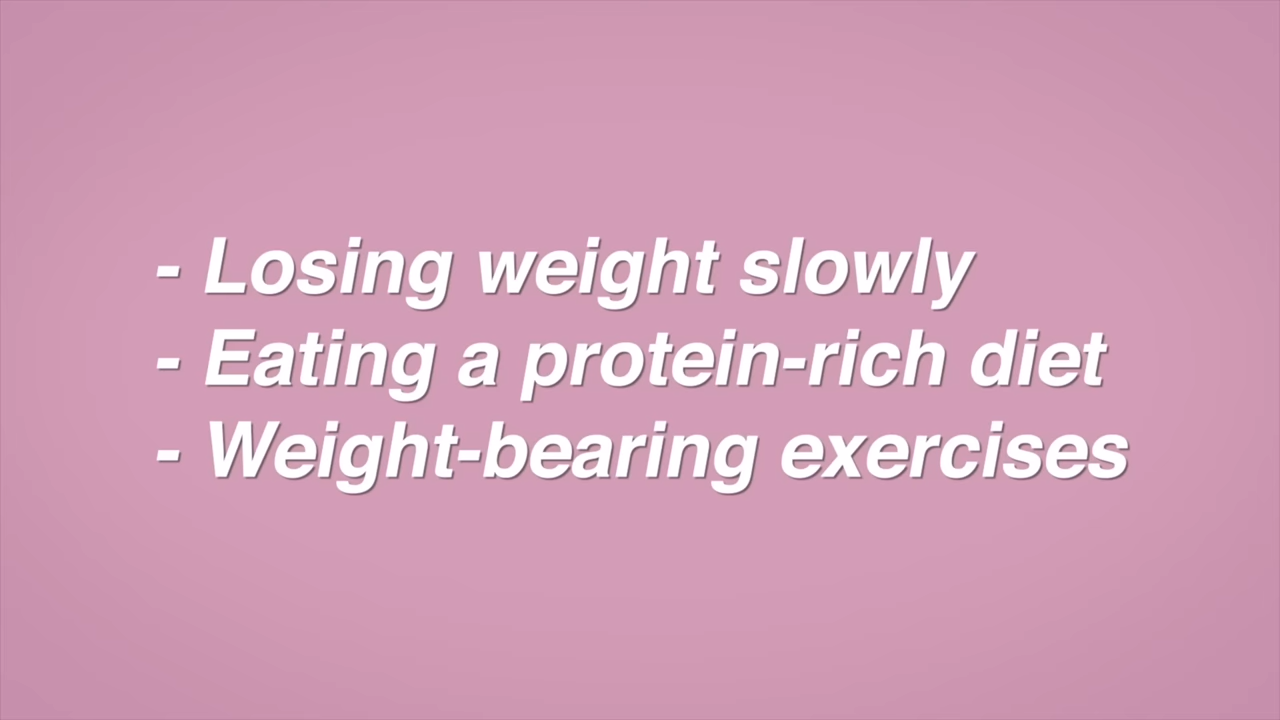 - Losing weight slowly
- Eating a protein-rich diet
- Weight-bearing exercises